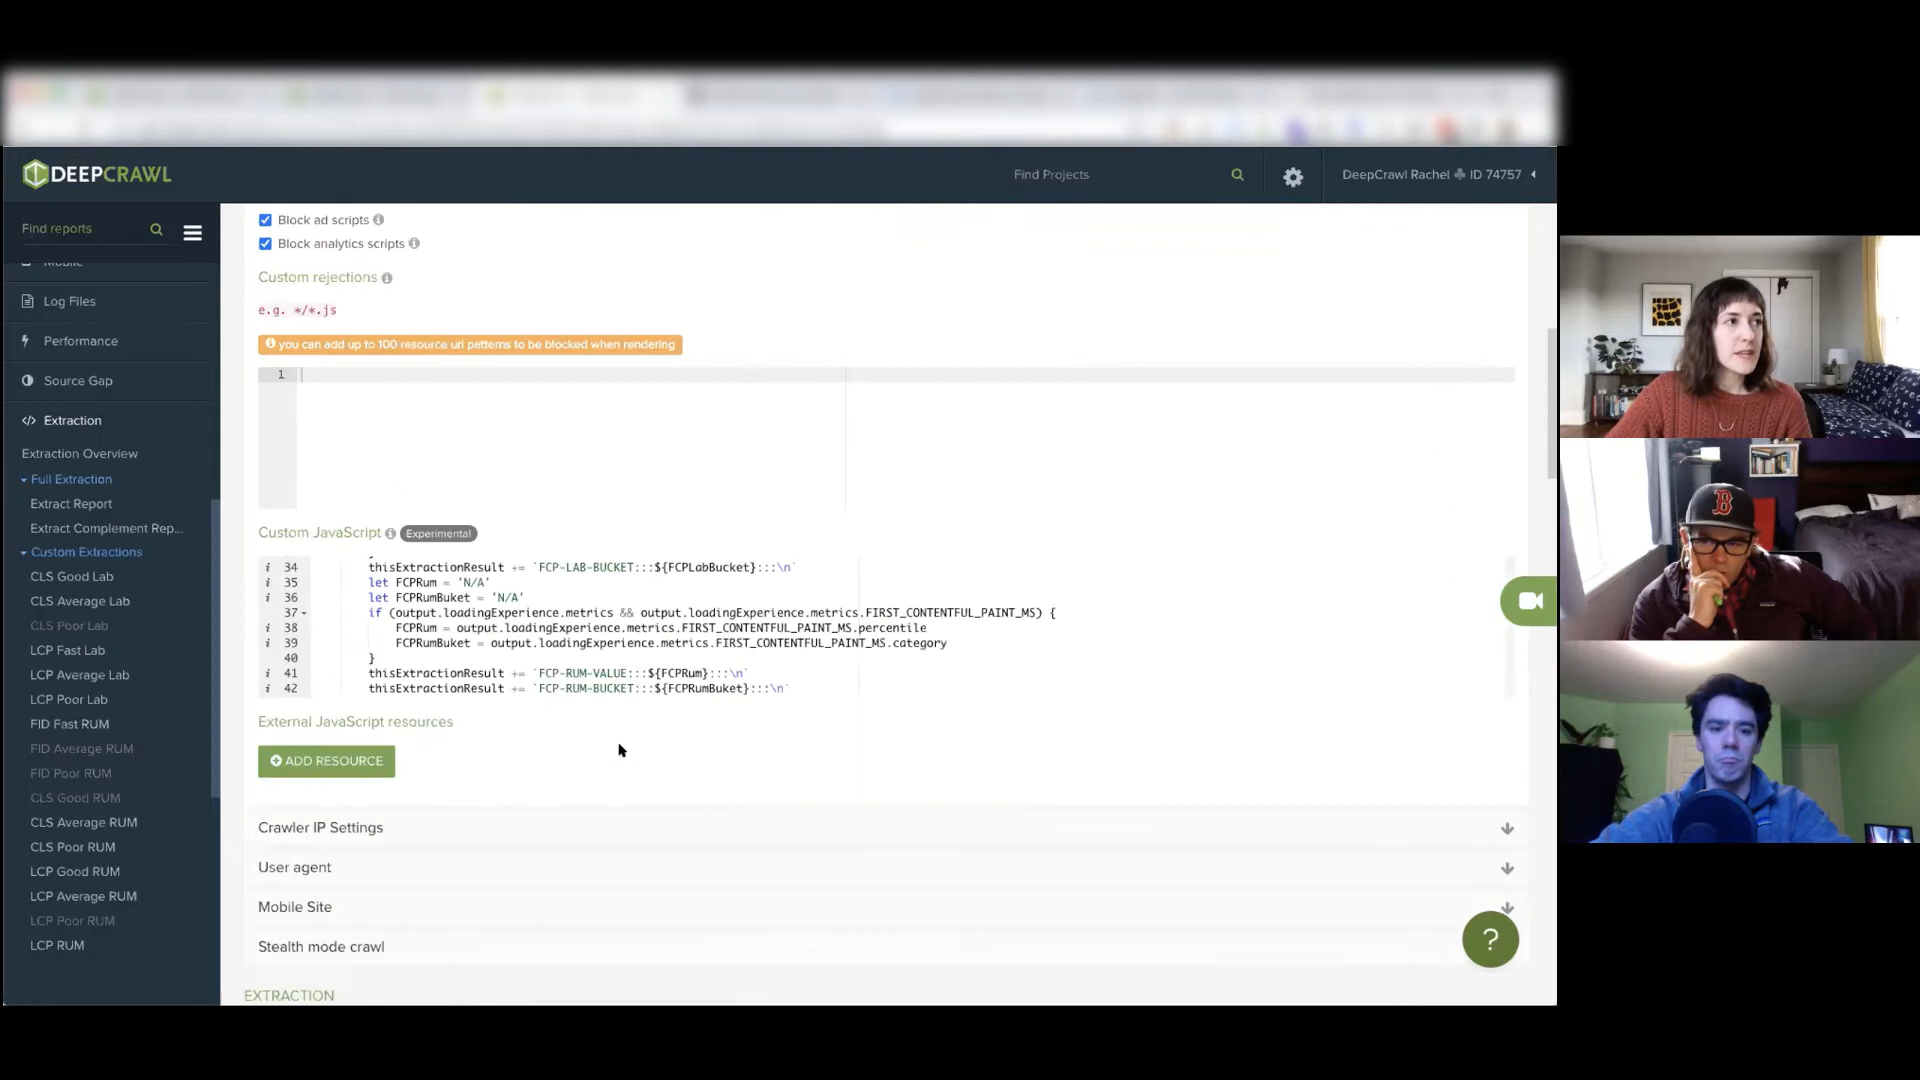 DEEPCRAWL
Find Projects
DeepCrawl Rachel ♣ ID 74757
Find reports
Mobile
Log Files
Performance
Source Gap
Extraction
Extraction Overview
Full Extraction
Extract Report
Extract Complement Rep...
Custom Extractions
CLS Good Lab
CLS Average Lab
CLS Poor Lab
LCP Fast Lab
LCP Average Lab
LCP Poor Lab
FID Fast RUM
FID Average RUM
FID Poor RUM
CLS Good RUM
CLS Average RUM
CLS Poor RUM
LCP Good RUM
LCP Average RUM
LCP Poor RUM
LCP RUM
Block ad scripts
Block analytics scripts
Custom rejections
e.g. */*.js
you can add up to 100 resource url patterns to be blocked when rendering
1
Custom JavaScript Experimental
34 thisExtractionResult += `FCP-LAB-BUCKET:::${FCPLabBucket}:::\n`
35 let FCPRum = 'N/A'
36 let FCPRumBuket = 'N/A'
37 if (output.loadingExperience.metrics && output.loadingExperience.metrics.FIRST_CONTENTFUL_PAINT_MS) {
38 FCPRum = output.loadingExperience.metrics.FIRST_CONTENTFUL_PAINT_MS.percentile
39 FCPRumBuket = output.loadingExperience.metrics.FIRST_CONTENTFUL_PAINT_MS.category
40 }
41 thisExtractionResult += `FCP-RUM-VALUE:::${FCPRum}:::\n`
42 thisExtractionResult += `FCP-RUM-BUCKET:::${FCPRumBuket}:::\n`
External JavaScript resources
ADD RESOURCE
Crawler IP Settings
User agent
Mobile Site
Stealth mode crawl
EXTRACTION
?
B